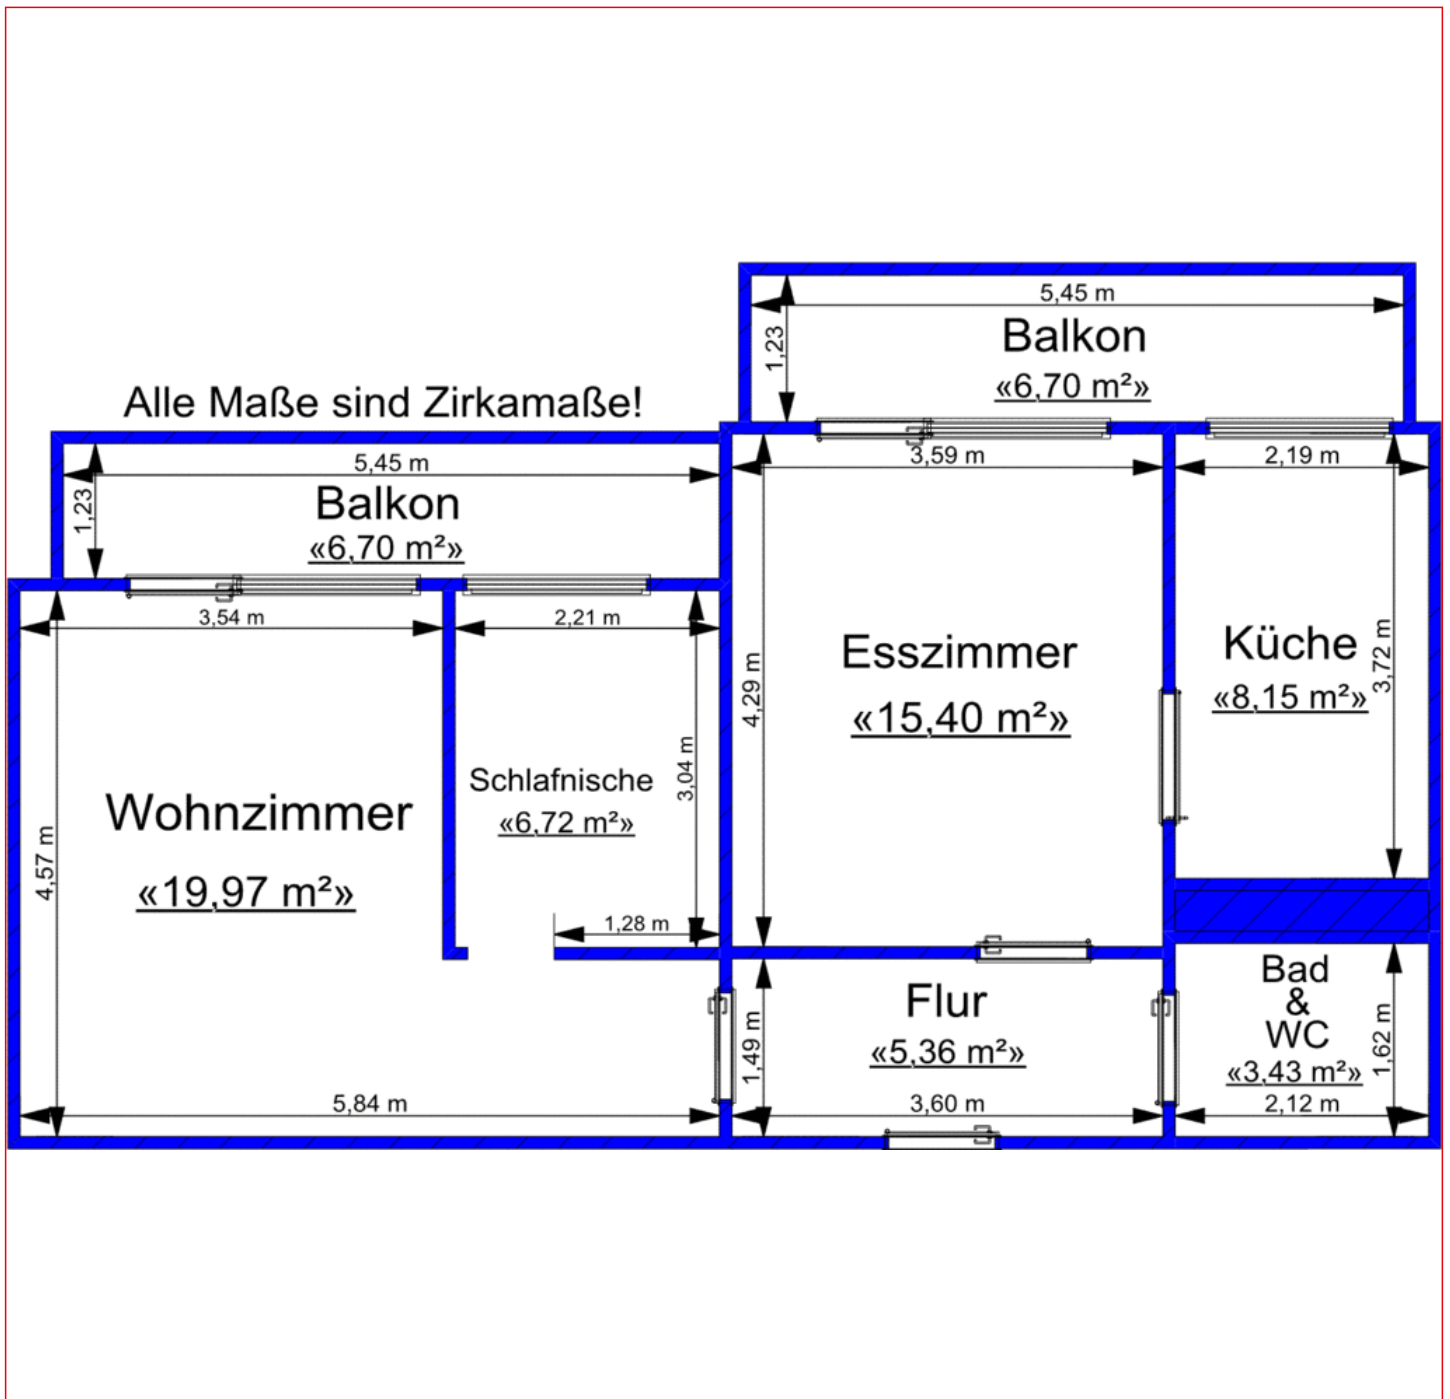 5,45 m
1,23
Balkon
«6,70 m²»
Alle Maße sind Zirkamaße!
5,45 m
1,23
Balkon
«6,70 m²»
3,59 m
2,19 m
3,54 m
2,21 m
4,29 m
Esszimmer
«15,40 m²»
Küche
«8,15 m²»
3,72 m
Schlafnische
«6,72 m²»
3,04 m
Wohnzimmer
«19,97 m²»
4,57 m
1,28 m
Flur
«5,36 m²»
1,49 m
Bad
&
WC
«3,43 m²»
1,62 m
5,84 m
3,60 m
2,12 m